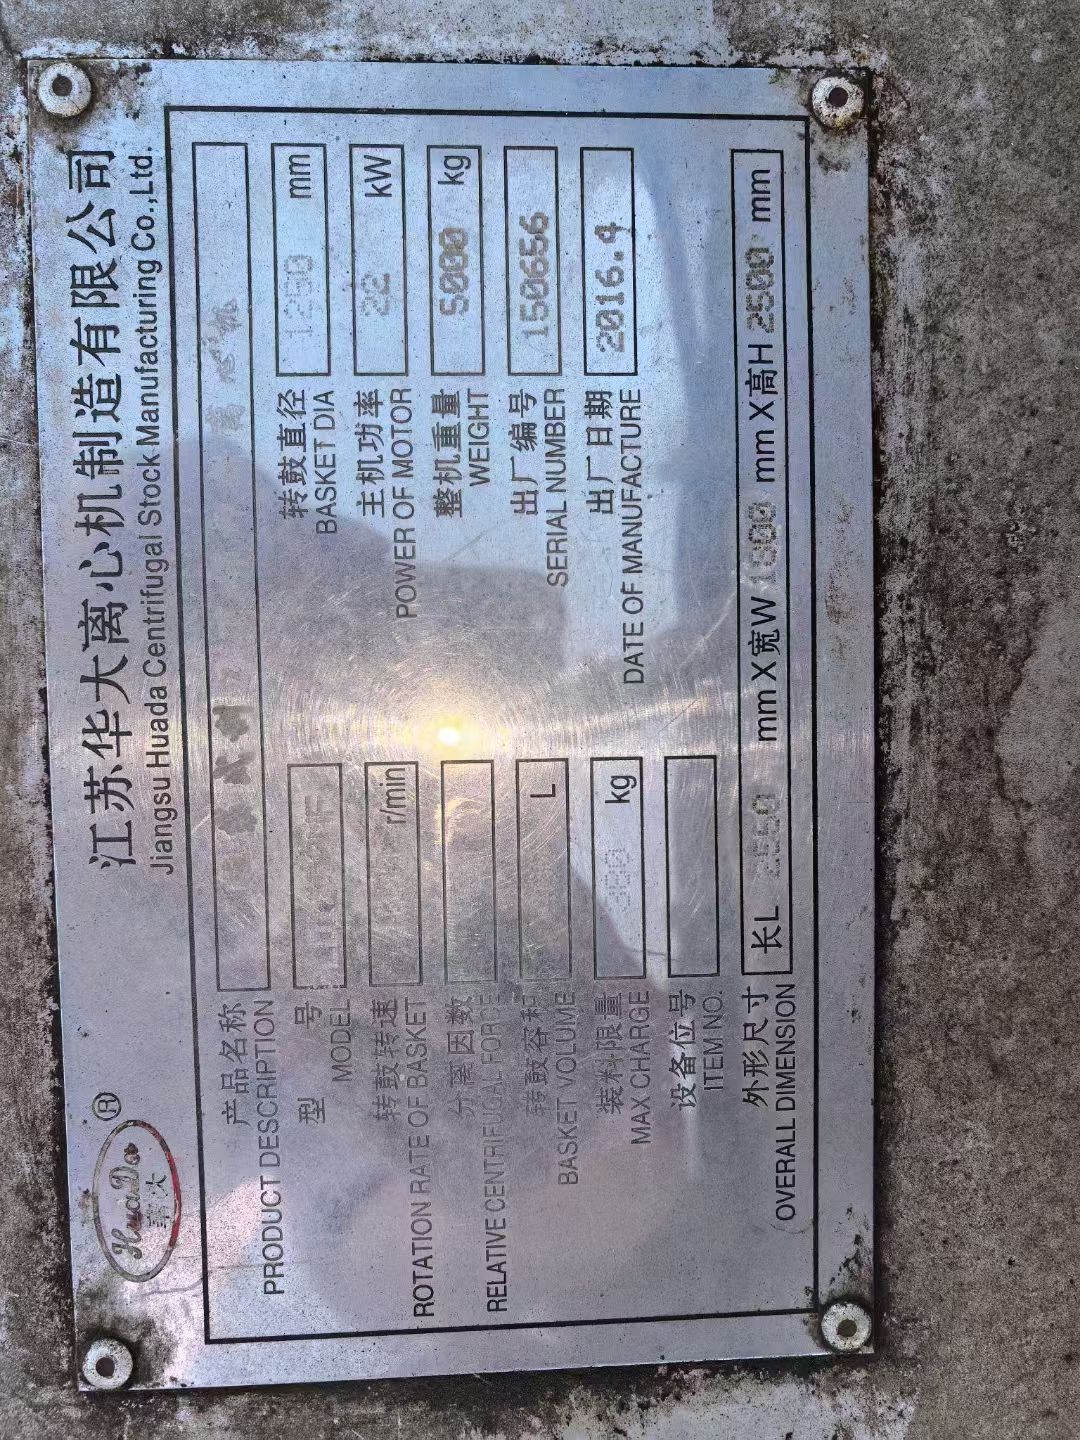 HuaDa ®
华大
江苏华大离心机制造有限公司
Jiangsu Huada Centrifugal Stock Manufacturing Co.,Ltd.
产品名称
PRODUCT DESCRIPTION
型 号
MODEL
转鼓直径 1200 mm
BASKET DIA
转鼓转速 r/min
ROTATION RATE OF BASKET
主机功率 22 kW
POWER OF MOTOR
分离因数
RELATIVE CENTRIFUGAL FORCE
整机重量 5000 kg
WEIGHT
转鼓容积 L
BASKET VOLUME
出厂编号 150656
SERIAL NUMBER
装料限量 kg
MAX CHARGE
出厂日期 2016.4
DATE OF MANUFACTURE
设备位号
ITEM NO.
外形尺寸 长L mm X宽W mm X高H 2500 mm
OVERALL DIMENSION